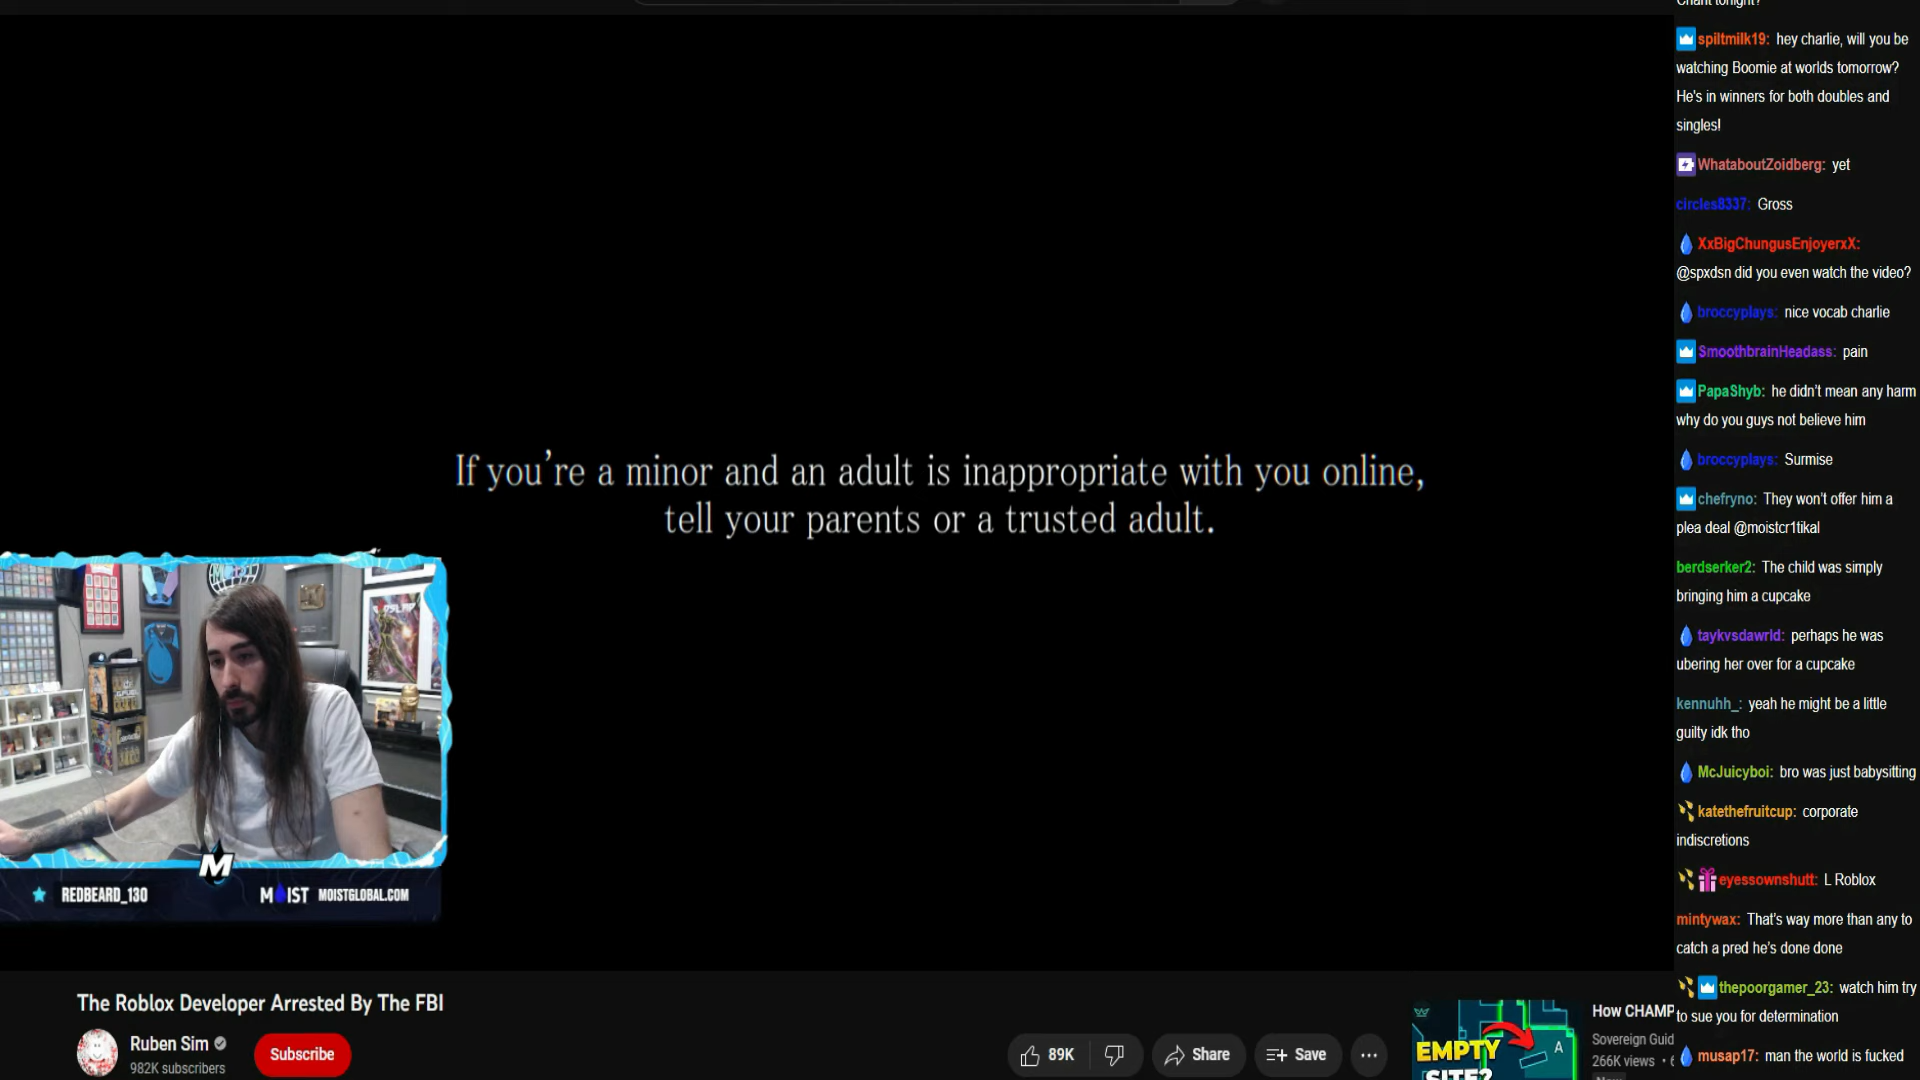 If you're a minor and an adult is inappropriate with you online,
tell your parents or a trusted adult.
REDBEARD_130
M IST
MOISTGLOBAL.COM
The Roblox Developer Arrested By The FBI
Ruben Sim
982K subscribers
Subscribe
89K
Share
Save
EMPTY
SITE?
A
How CHAMP
Sovereign Guid
266K views
spiltmilk19: hey charlie, will you be
watching Boomie at worlds tomorrow?
He's in winners for both doubles and
singles!
WhataboutZoidberg: yet
circles8337: Gross
XxBigChungusEnjoyerxX:
@spxdsn did you even watch the video?
broccyplays: nice vocab charlie
SmoothbrainHeadass: pain
PapaShyb: he didn't mean any harm
why do you guys not believe him
broccyplays: Surmise
chefryno: They won't offer him a
plea deal @moistcr1tikal
berdserker2: The child was simply
bringing him a cupcake
taykvsdawrld: perhaps he was
ubering her over for a cupcake
kennuhh_: yeah he might be a little
guilty idk tho
McJuicyboi: bro was just babysitting
katethefruitcup: corporate
indiscretions
eyessownshutt: L Roblox
mintywax: That's way more than any to
catch a pred he's done done
thepoorgamer_23: watch him try
to sue you for determination
musap17: man the world is fucked